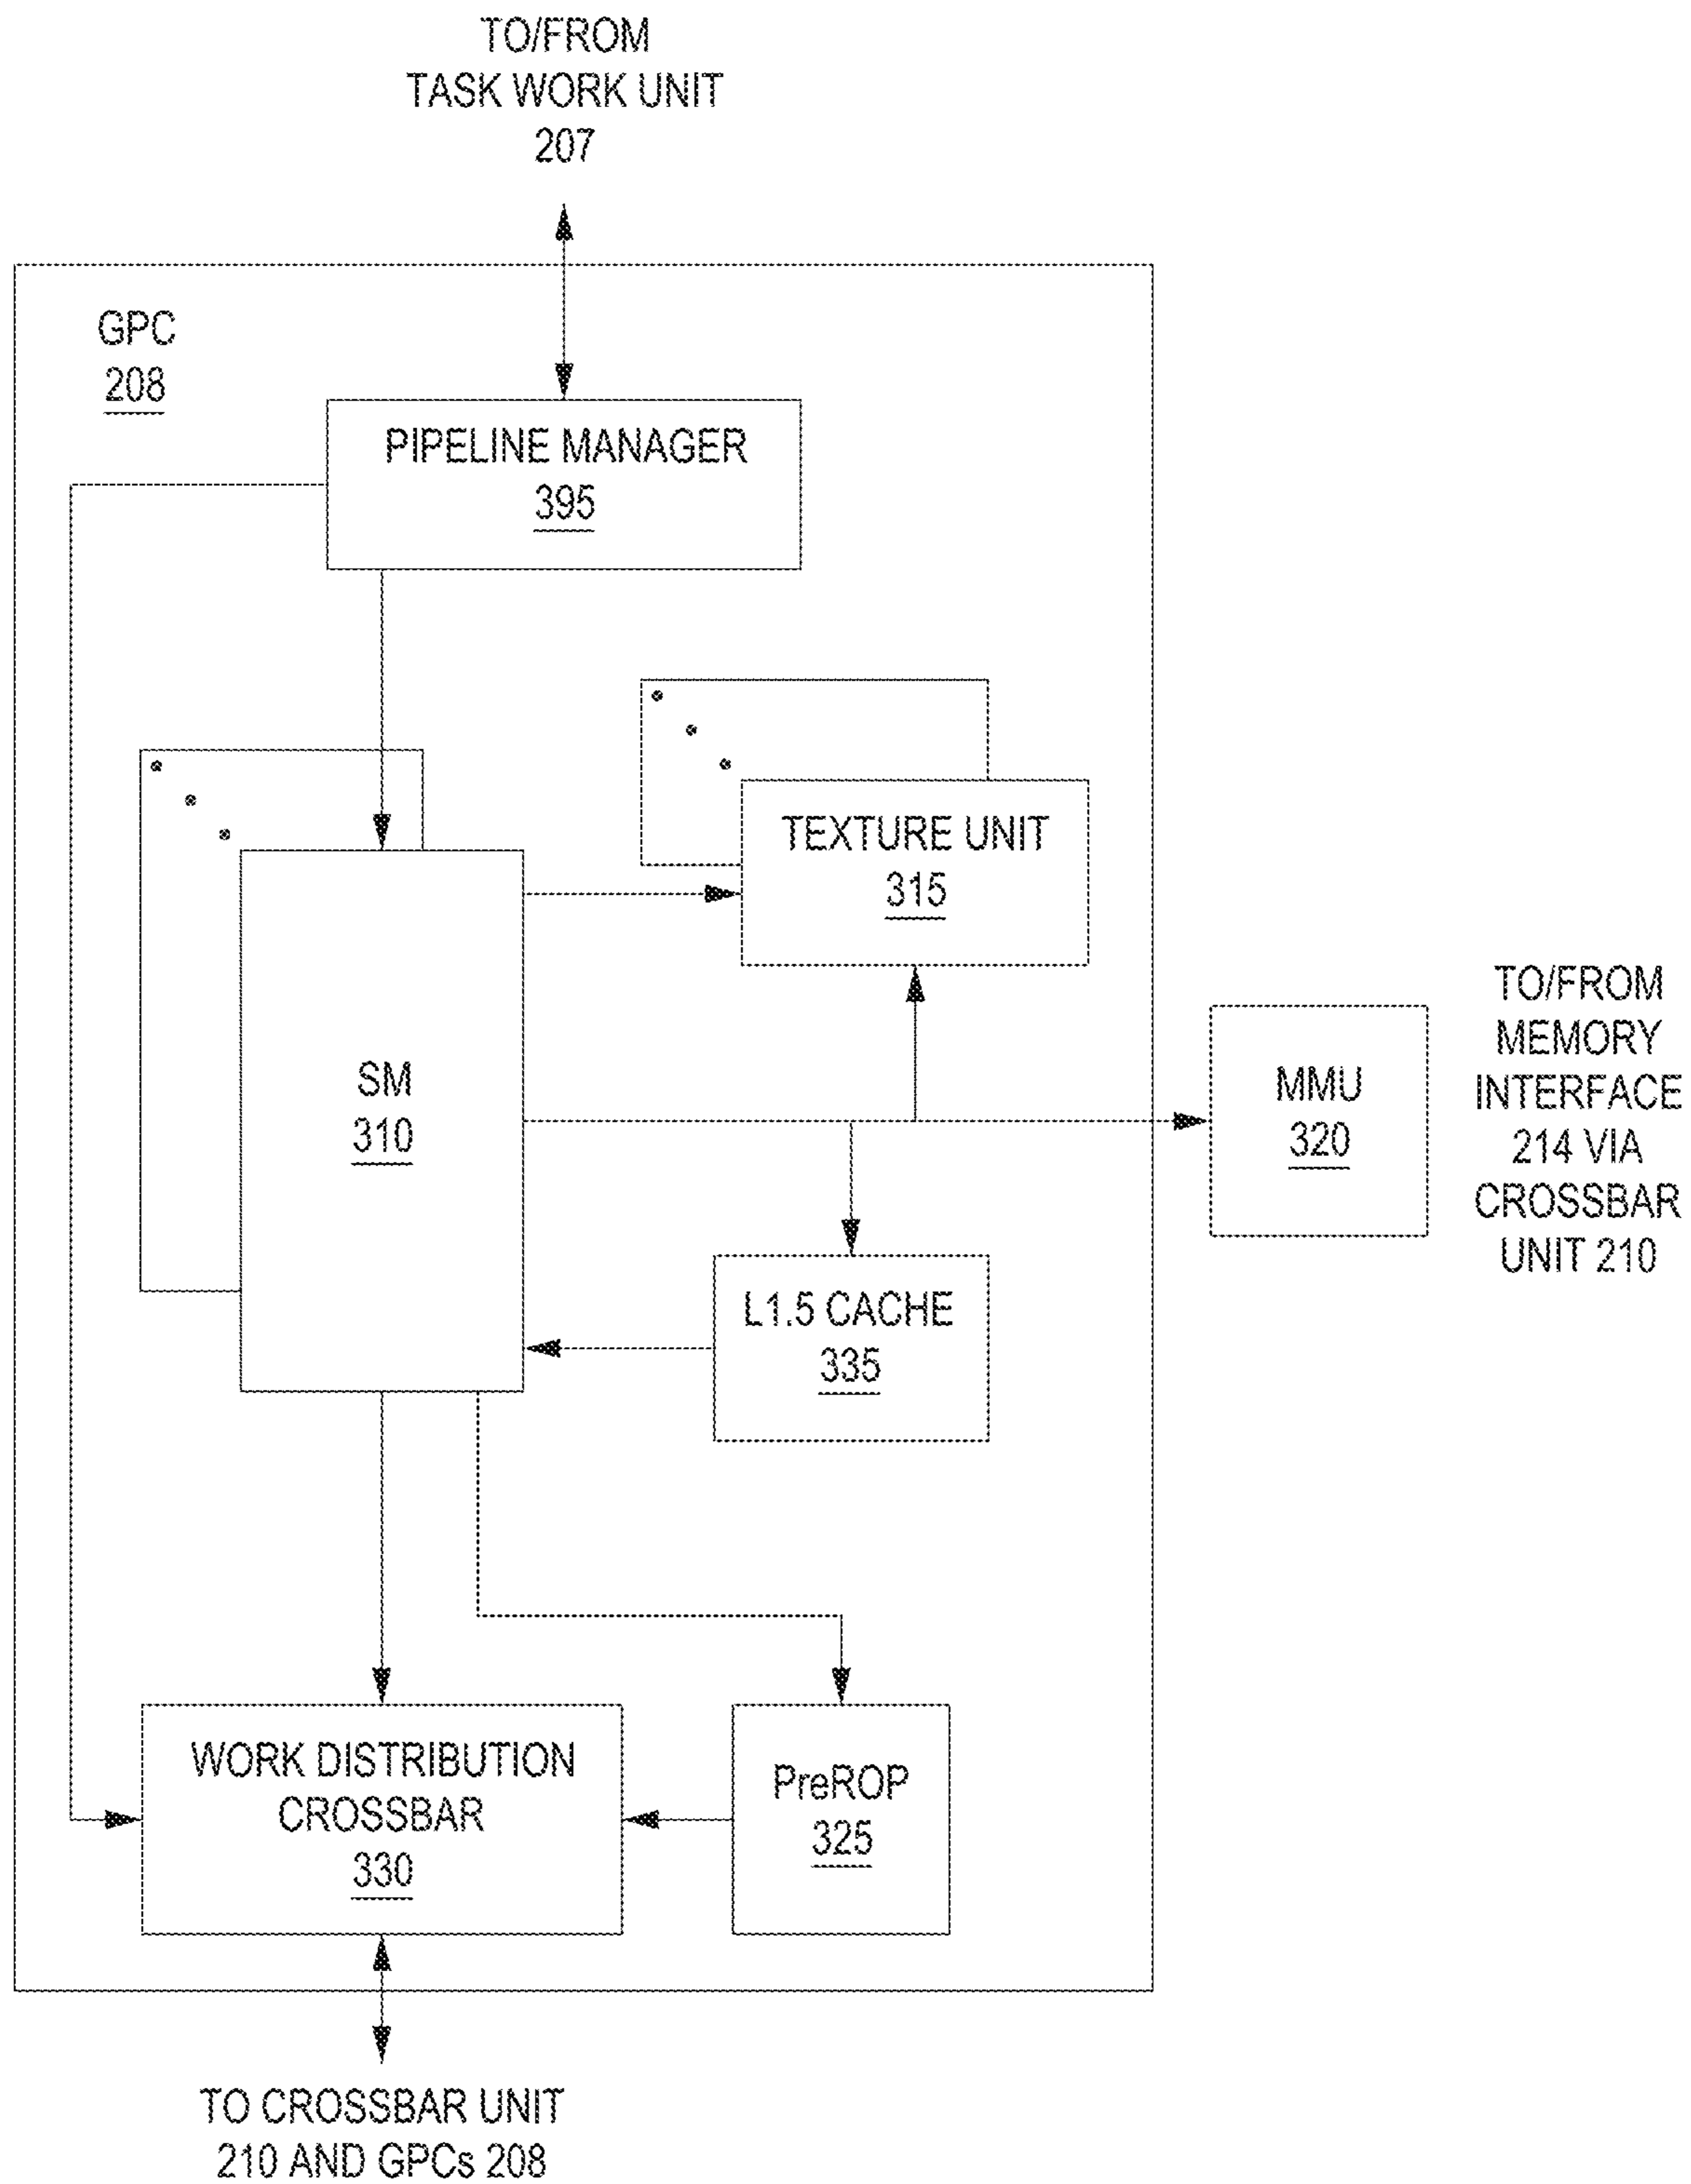 TO/FROM
TASK WORK UNIT
207
GPC
208
PIPELINE MANAGER
395
TEXTURE UNIT
315
SM
310
MMU
320
TO/FROM
MEMORY
INTERFACE
214 VIA
CROSSBAR
UNIT 210
L1.5 CACHE
335
WORK DISTRIBUTION
CROSSBAR
330
PreROP
325
TO CROSSBAR UNIT
210 AND GPCs 208